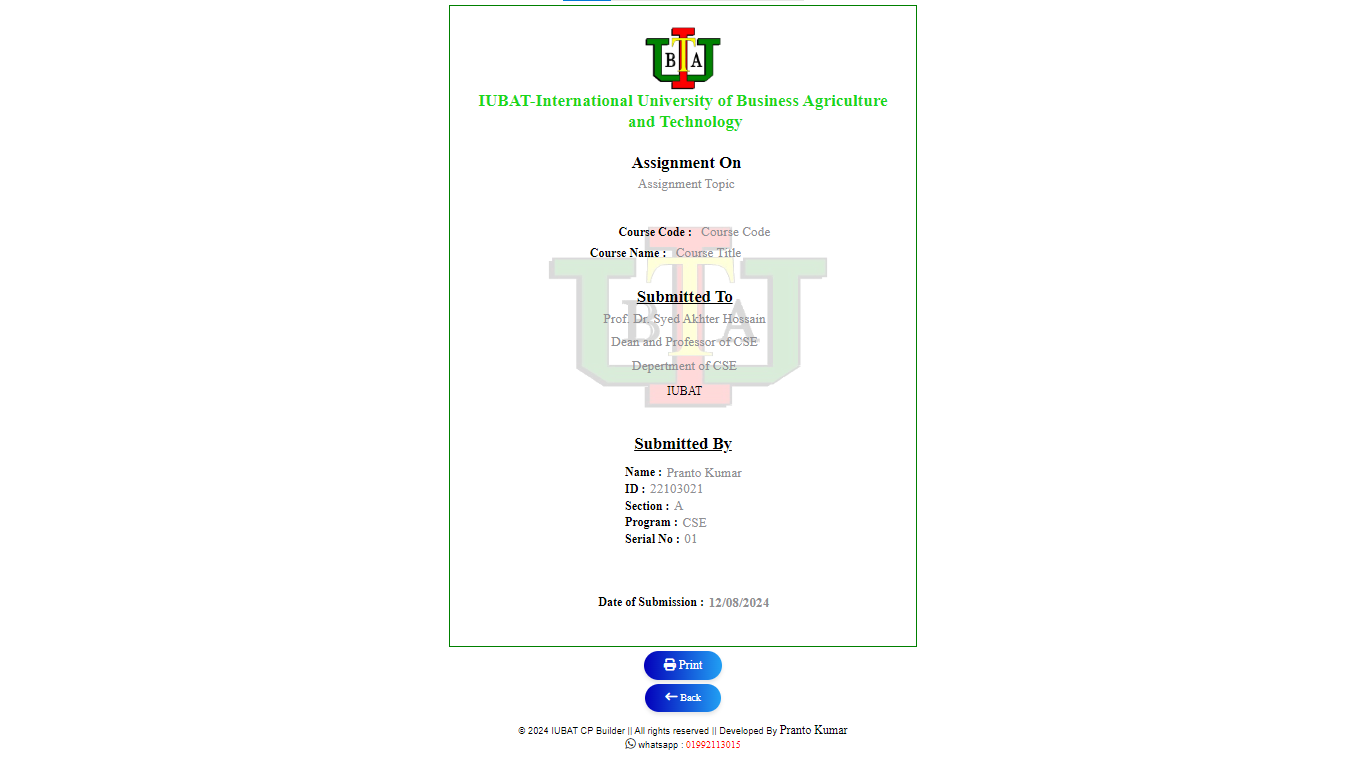 B T A
IUBAT-International University of Business Agriculture
and Technology
Assignment On
Assignment Topic
Course Code : Course Code
Course Name : Course Title
B T A
Submitted To
Prof. Dr. Syed Akhter Hossain
Dean and Professor of CSE
Depertment of CSE
IUBAT
Submitted By
Name : Pranto Kumar
ID : 22103021
Section : A
Program : CSE
Serial No : 01
Date of Submission : 12/08/2024
Print
Back
© 2024 IUBAT CP Builder || All rights reserved || Developed By Pranto Kumar
whatsapp : 01992113015